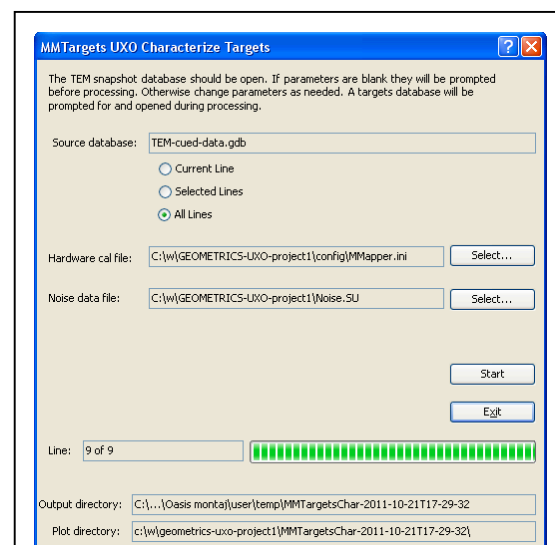 MMTargets UXO Characterize Targets
The TEM snapshot database should be open. If parameters are blank they will be prompted
before processing. Otherwise change parameters as needed. A targets database will be
prompted for and opened during processing.
Source database: TEM-cued-data.gdb
Current Line
Selected Lines
All Lines
Hardware cal file: C:\w\GEOMETRICS-UXO-project1\config\MMapper.ini Select...
Noise data file: C:\w\GEOMETRICS-UXO-project1\Noise.SU Select...
Start
Exit
Line: 9 of 9
Output directory: C:\...\Oasis montaj\user\temp\MMTargetsChar-2011-10-21T17-29-32
Plot directory: c:\w\geometrics-uxo-project1\MMTargetsChar-2011-10-21T17-29-32\